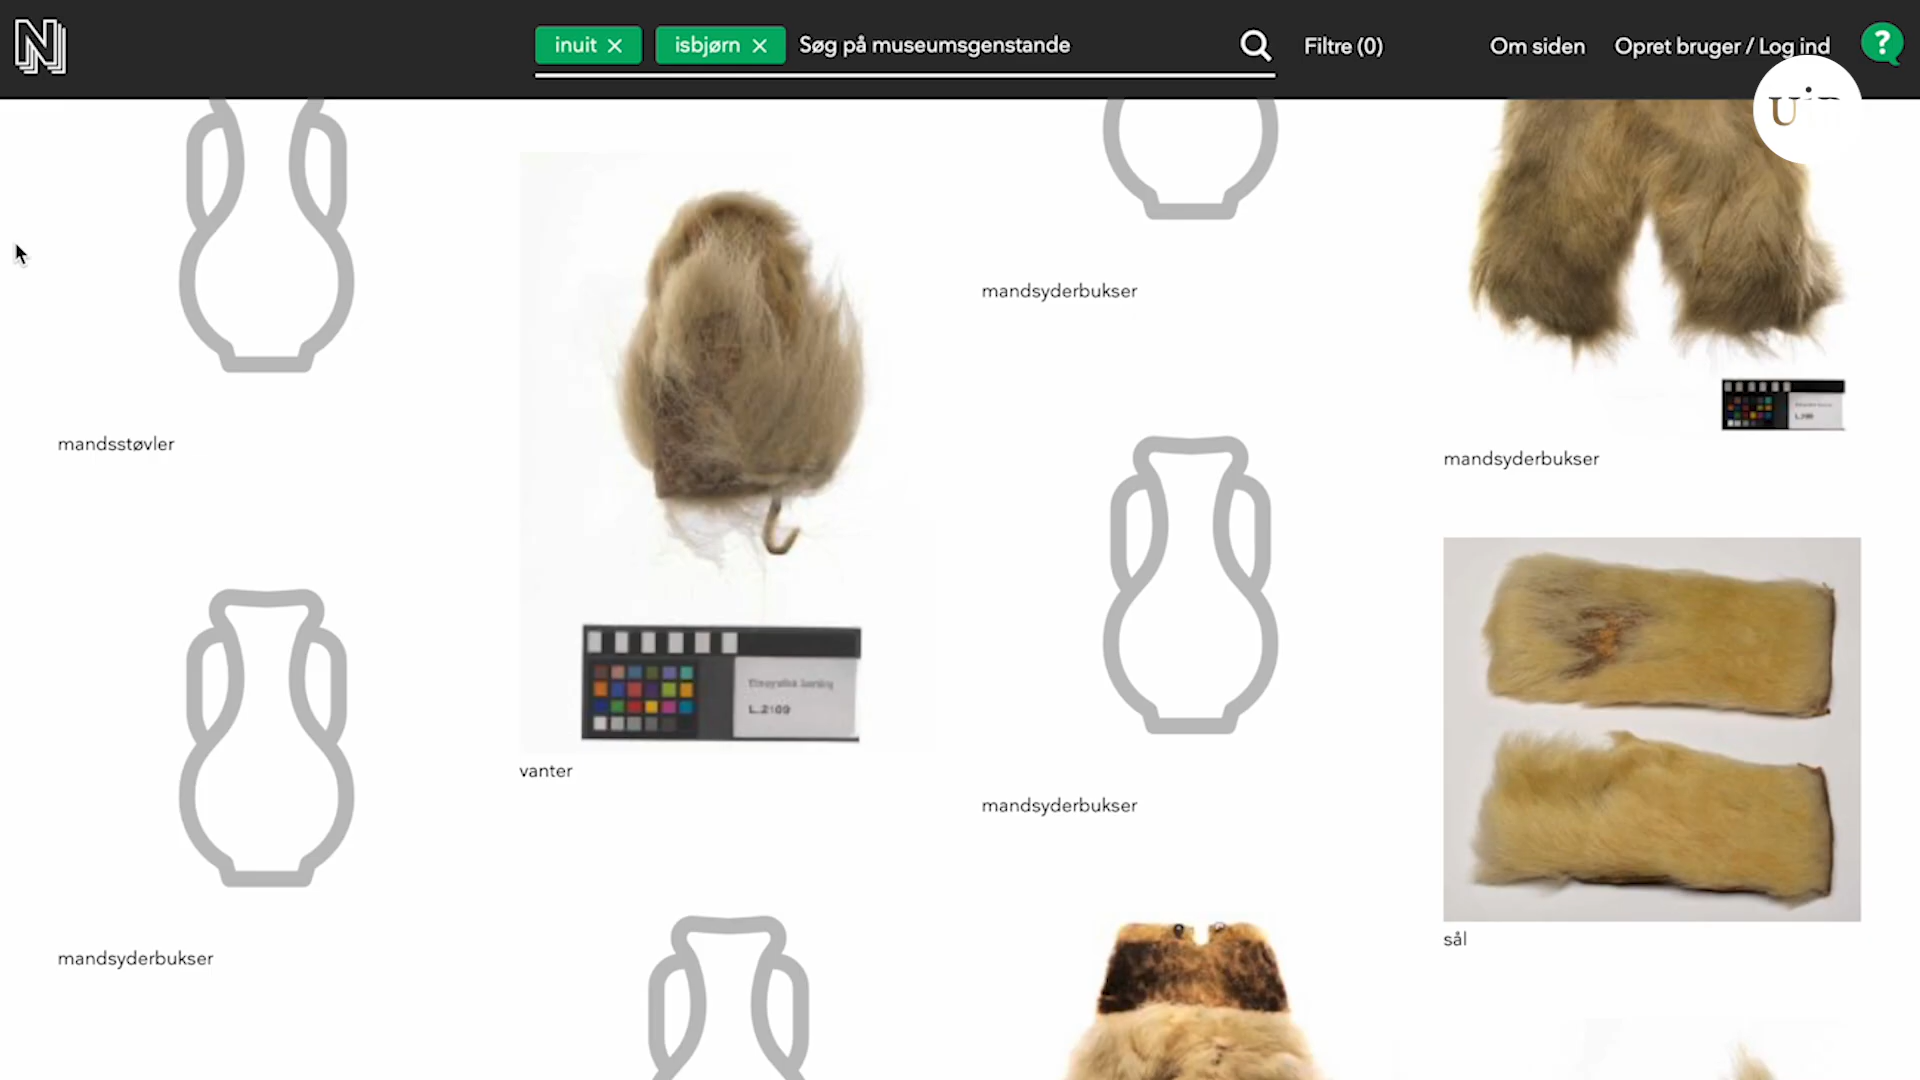 N
inuit ×
isbjørn ×
Søg på museumsgenstande
Filtre (0)
Om siden
Opret bruger / Log ind
?
mandsstøvler
mandsyderbukser
mandsyderbukser
L.2109
vanter
mandsyderbukser
sål
mandsyderbukser